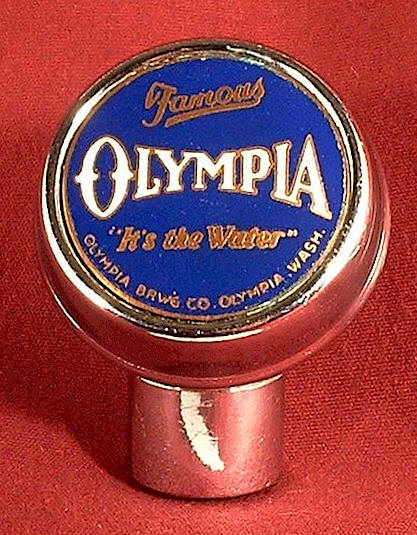 Famous
OLYMPIA
"It's the Water"
OLYMPIA BRWG CO. OLYMPIA, WASH.